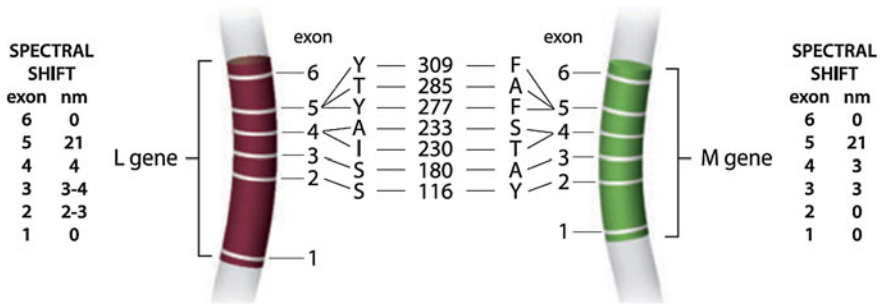 SPECTRAL
SHIFT
exon nm
6 0
5 21
4 4
3 3-4
2 2-3
1 0
L gene
exon
6
5
4
3
2
1
Y — 309 — F
T — 285 — A
Y — 277 — F
A — 233 — S
I — 230 — T
S — 180 — A
S — 116 — Y
exon
6
5
4
3
2
1
M gene
SPECTRAL
SHIFT
exon nm
6 0
5 21
4 3
3 3
2 0
1 0